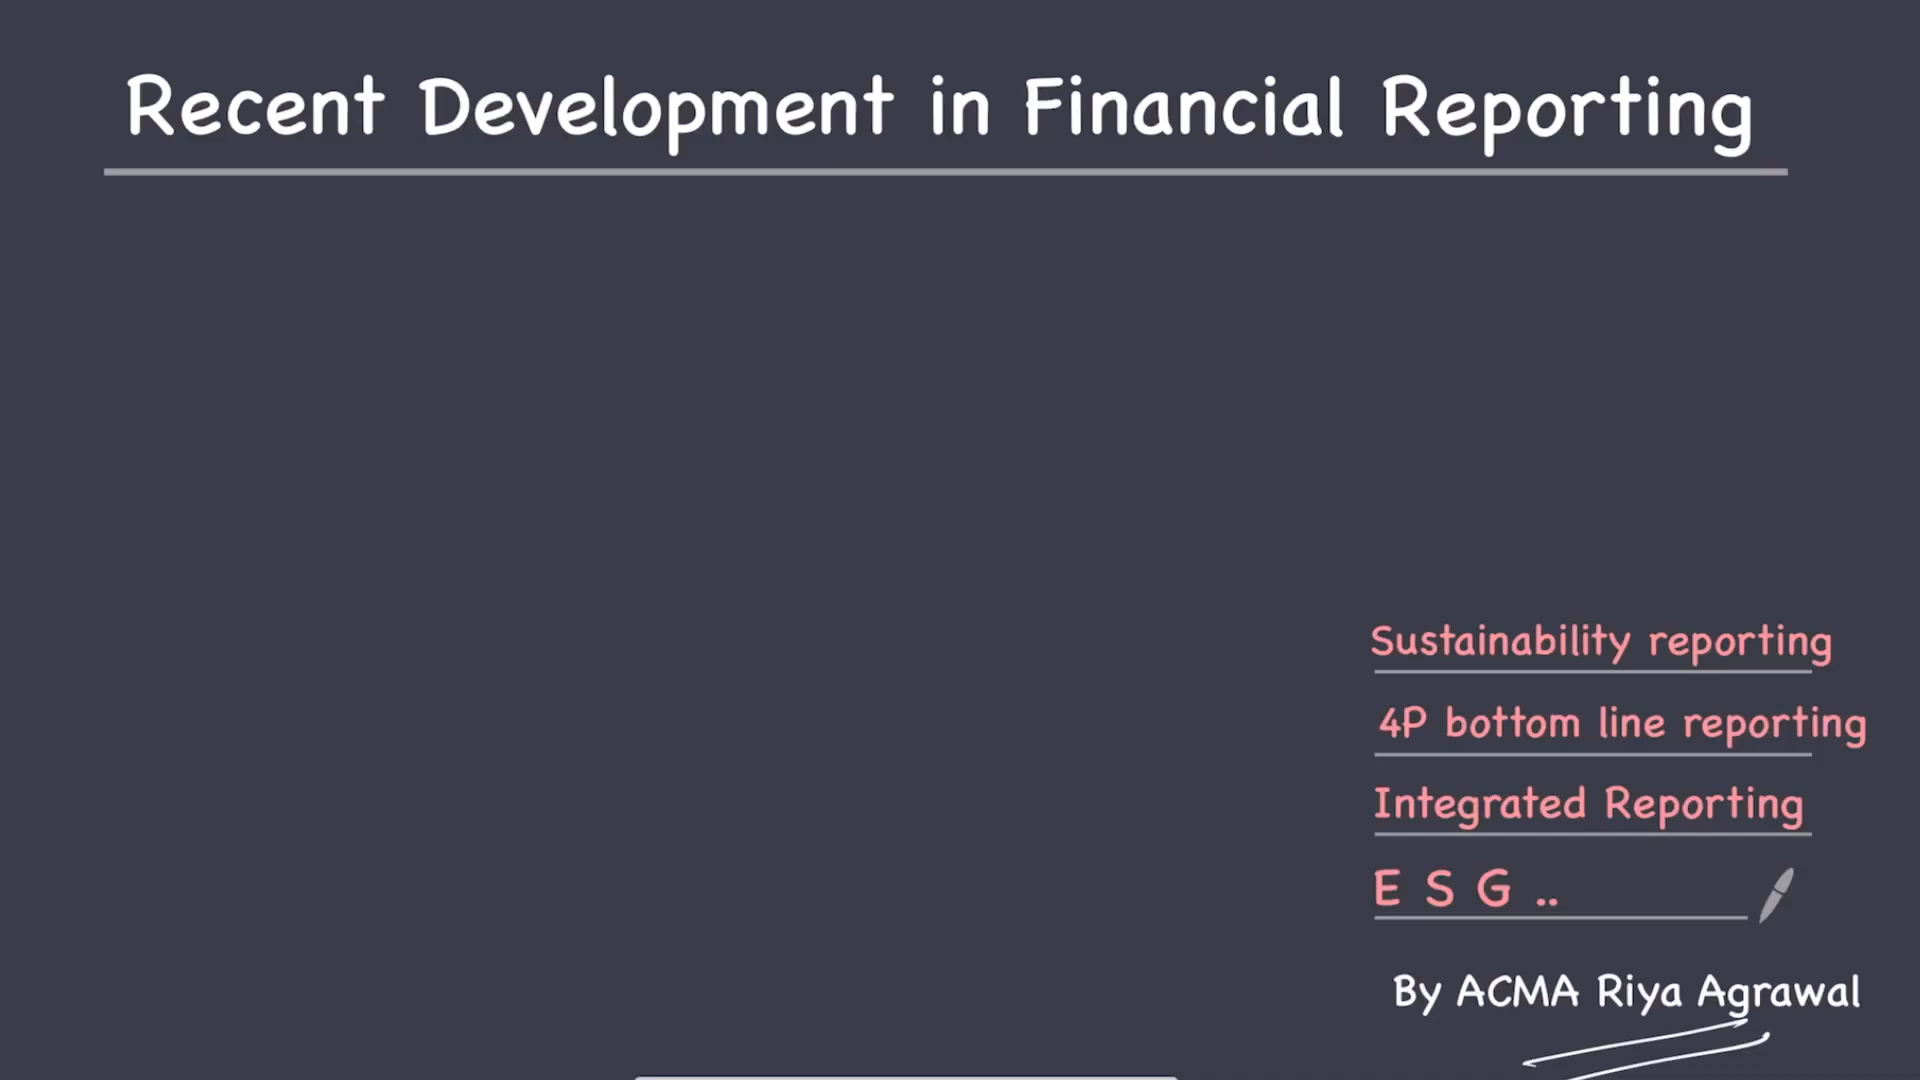 Recent Development in Financial Reporting
Sustainability reporting
4P bottom line reporting
Integrated Reporting
E S G ..
By ACMA Riya Agrawal